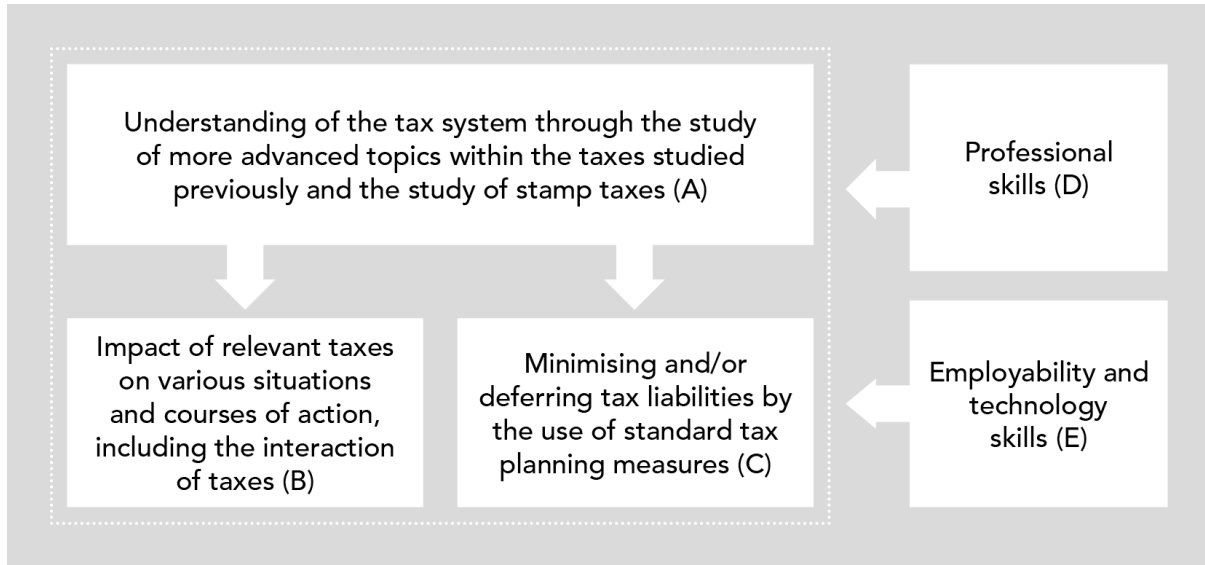 Understanding of the tax system through the study
of more advanced topics within the taxes studied
previously and the study of stamp taxes (A)
Professional
skills (D)
Impact of relevant taxes
on various situations
and courses of action,
including the interaction
of taxes (B)
Minimising and/or
deferring tax liabilities by
the use of standard tax
planning measures (C)
Employability and
technology
skills (E)